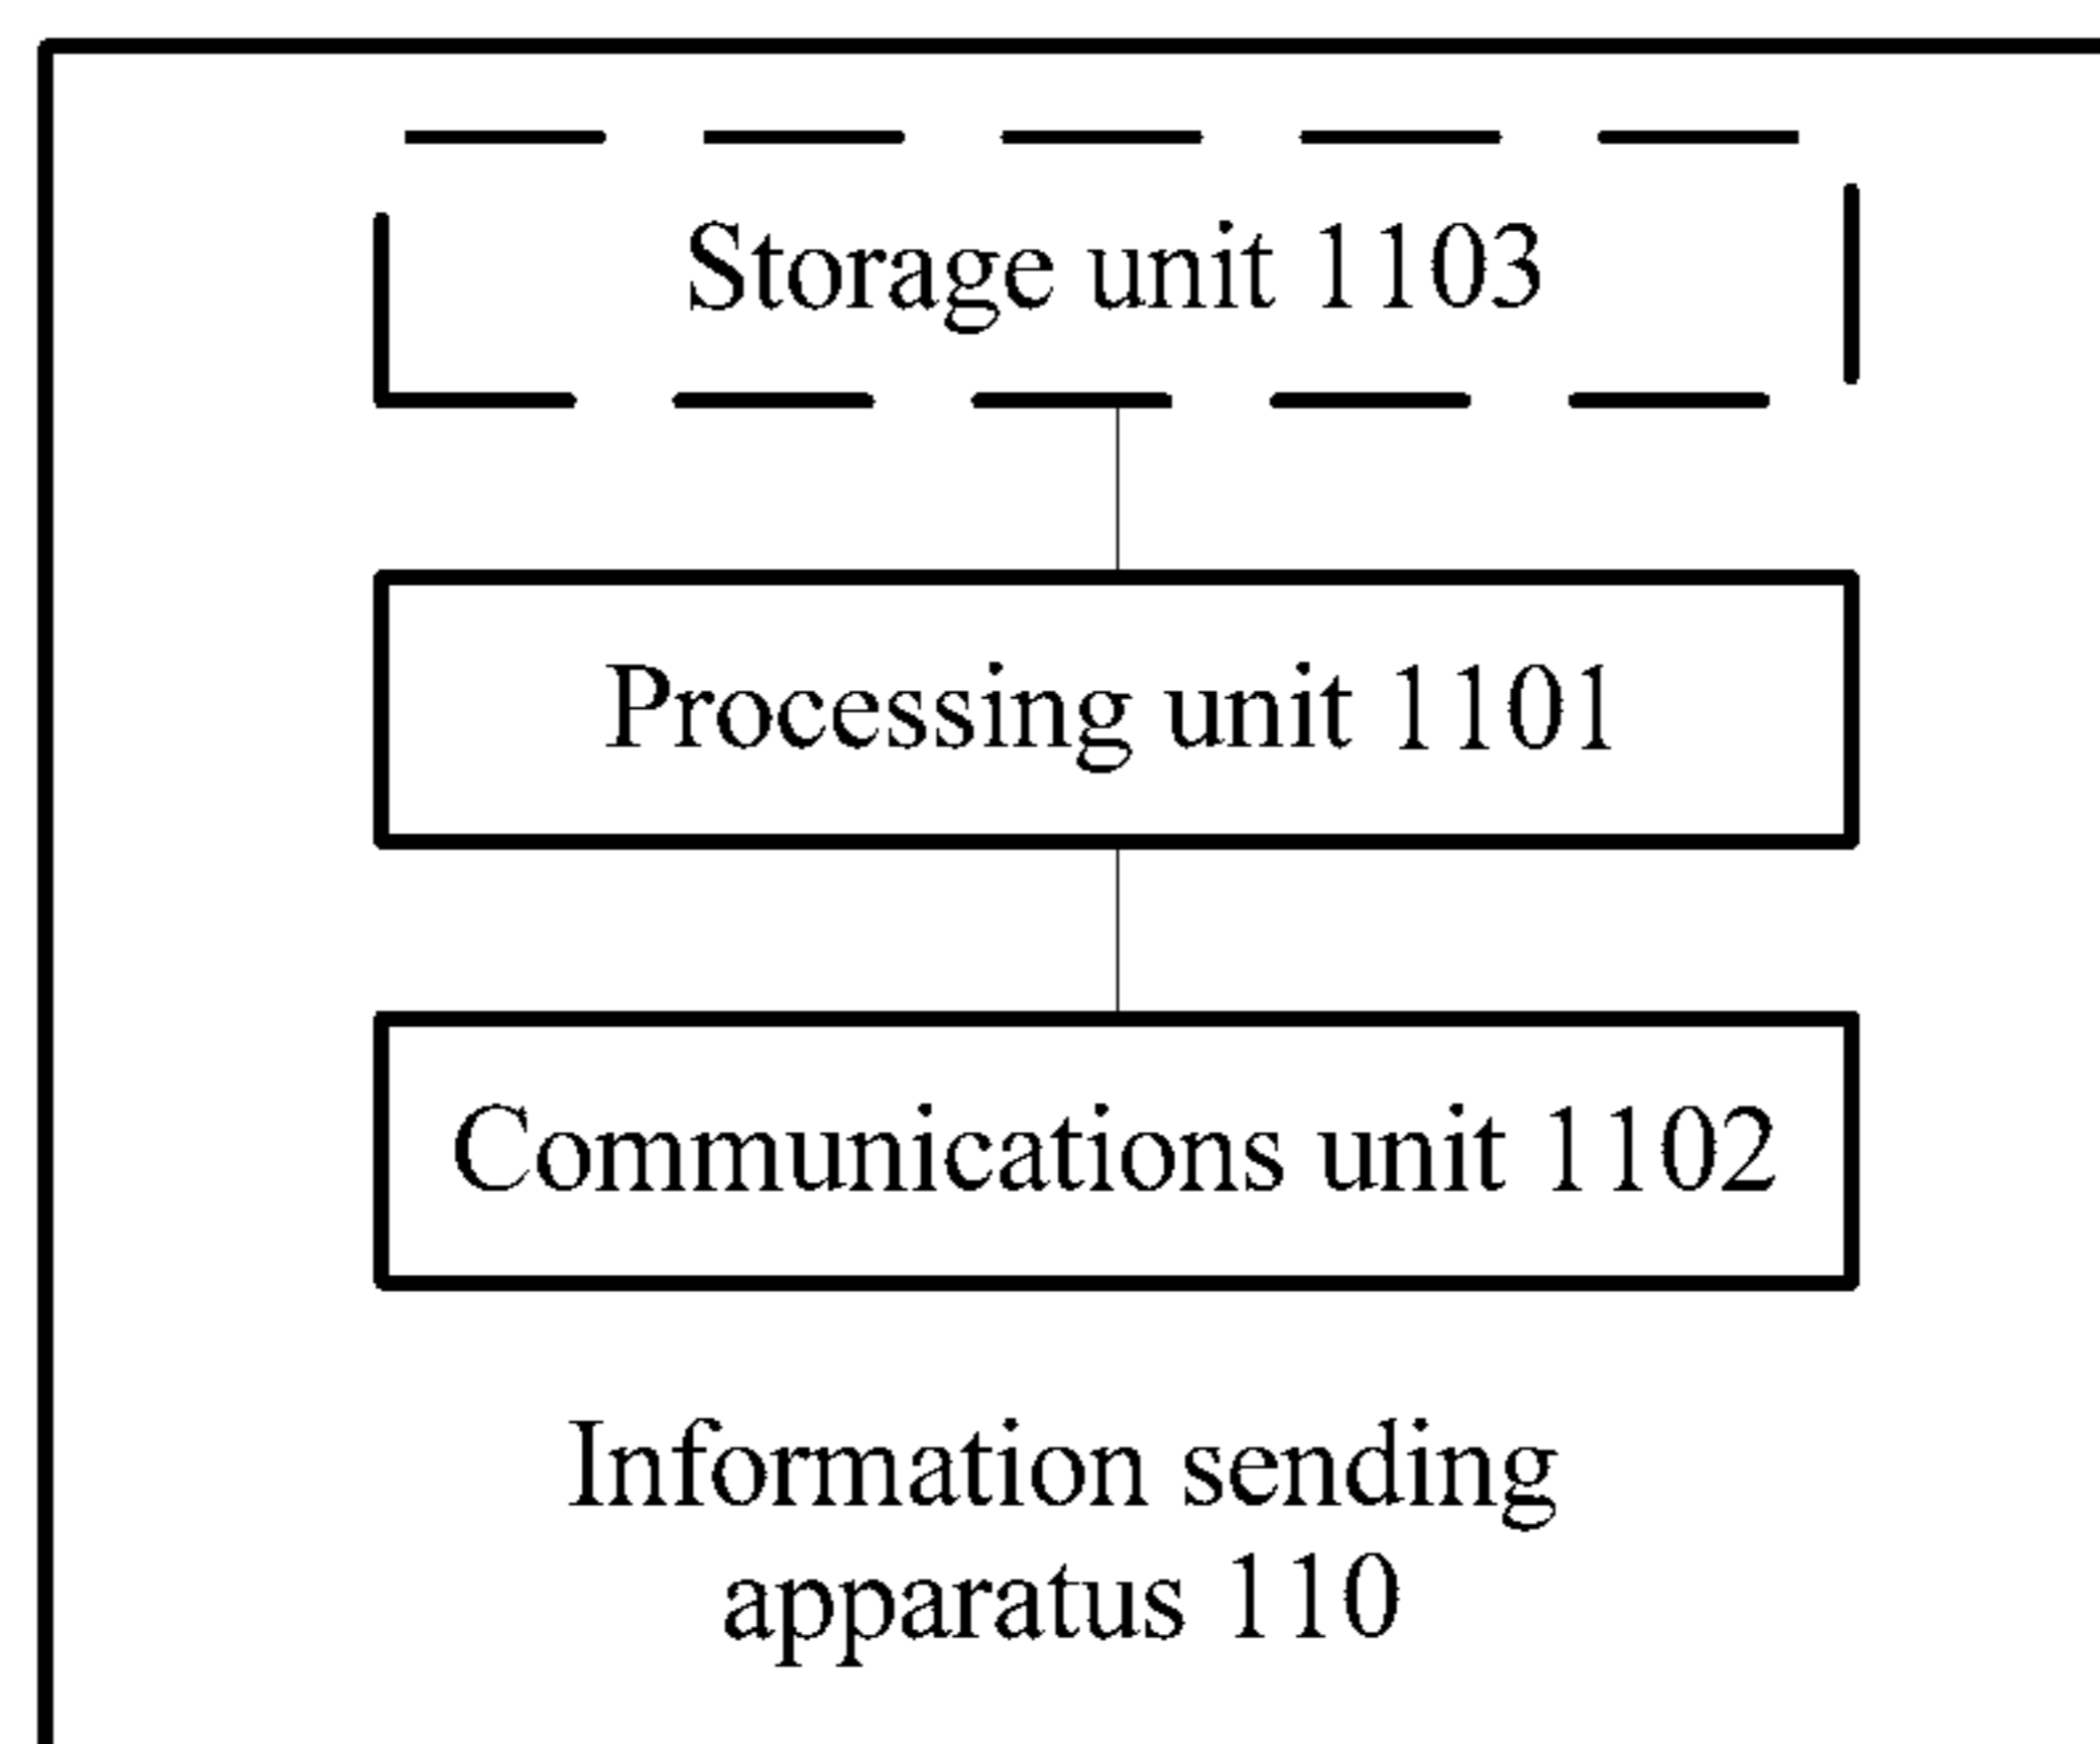 Storage unit 1103
Processing unit 1101
Communications unit 1102
Information sending
apparatus 110